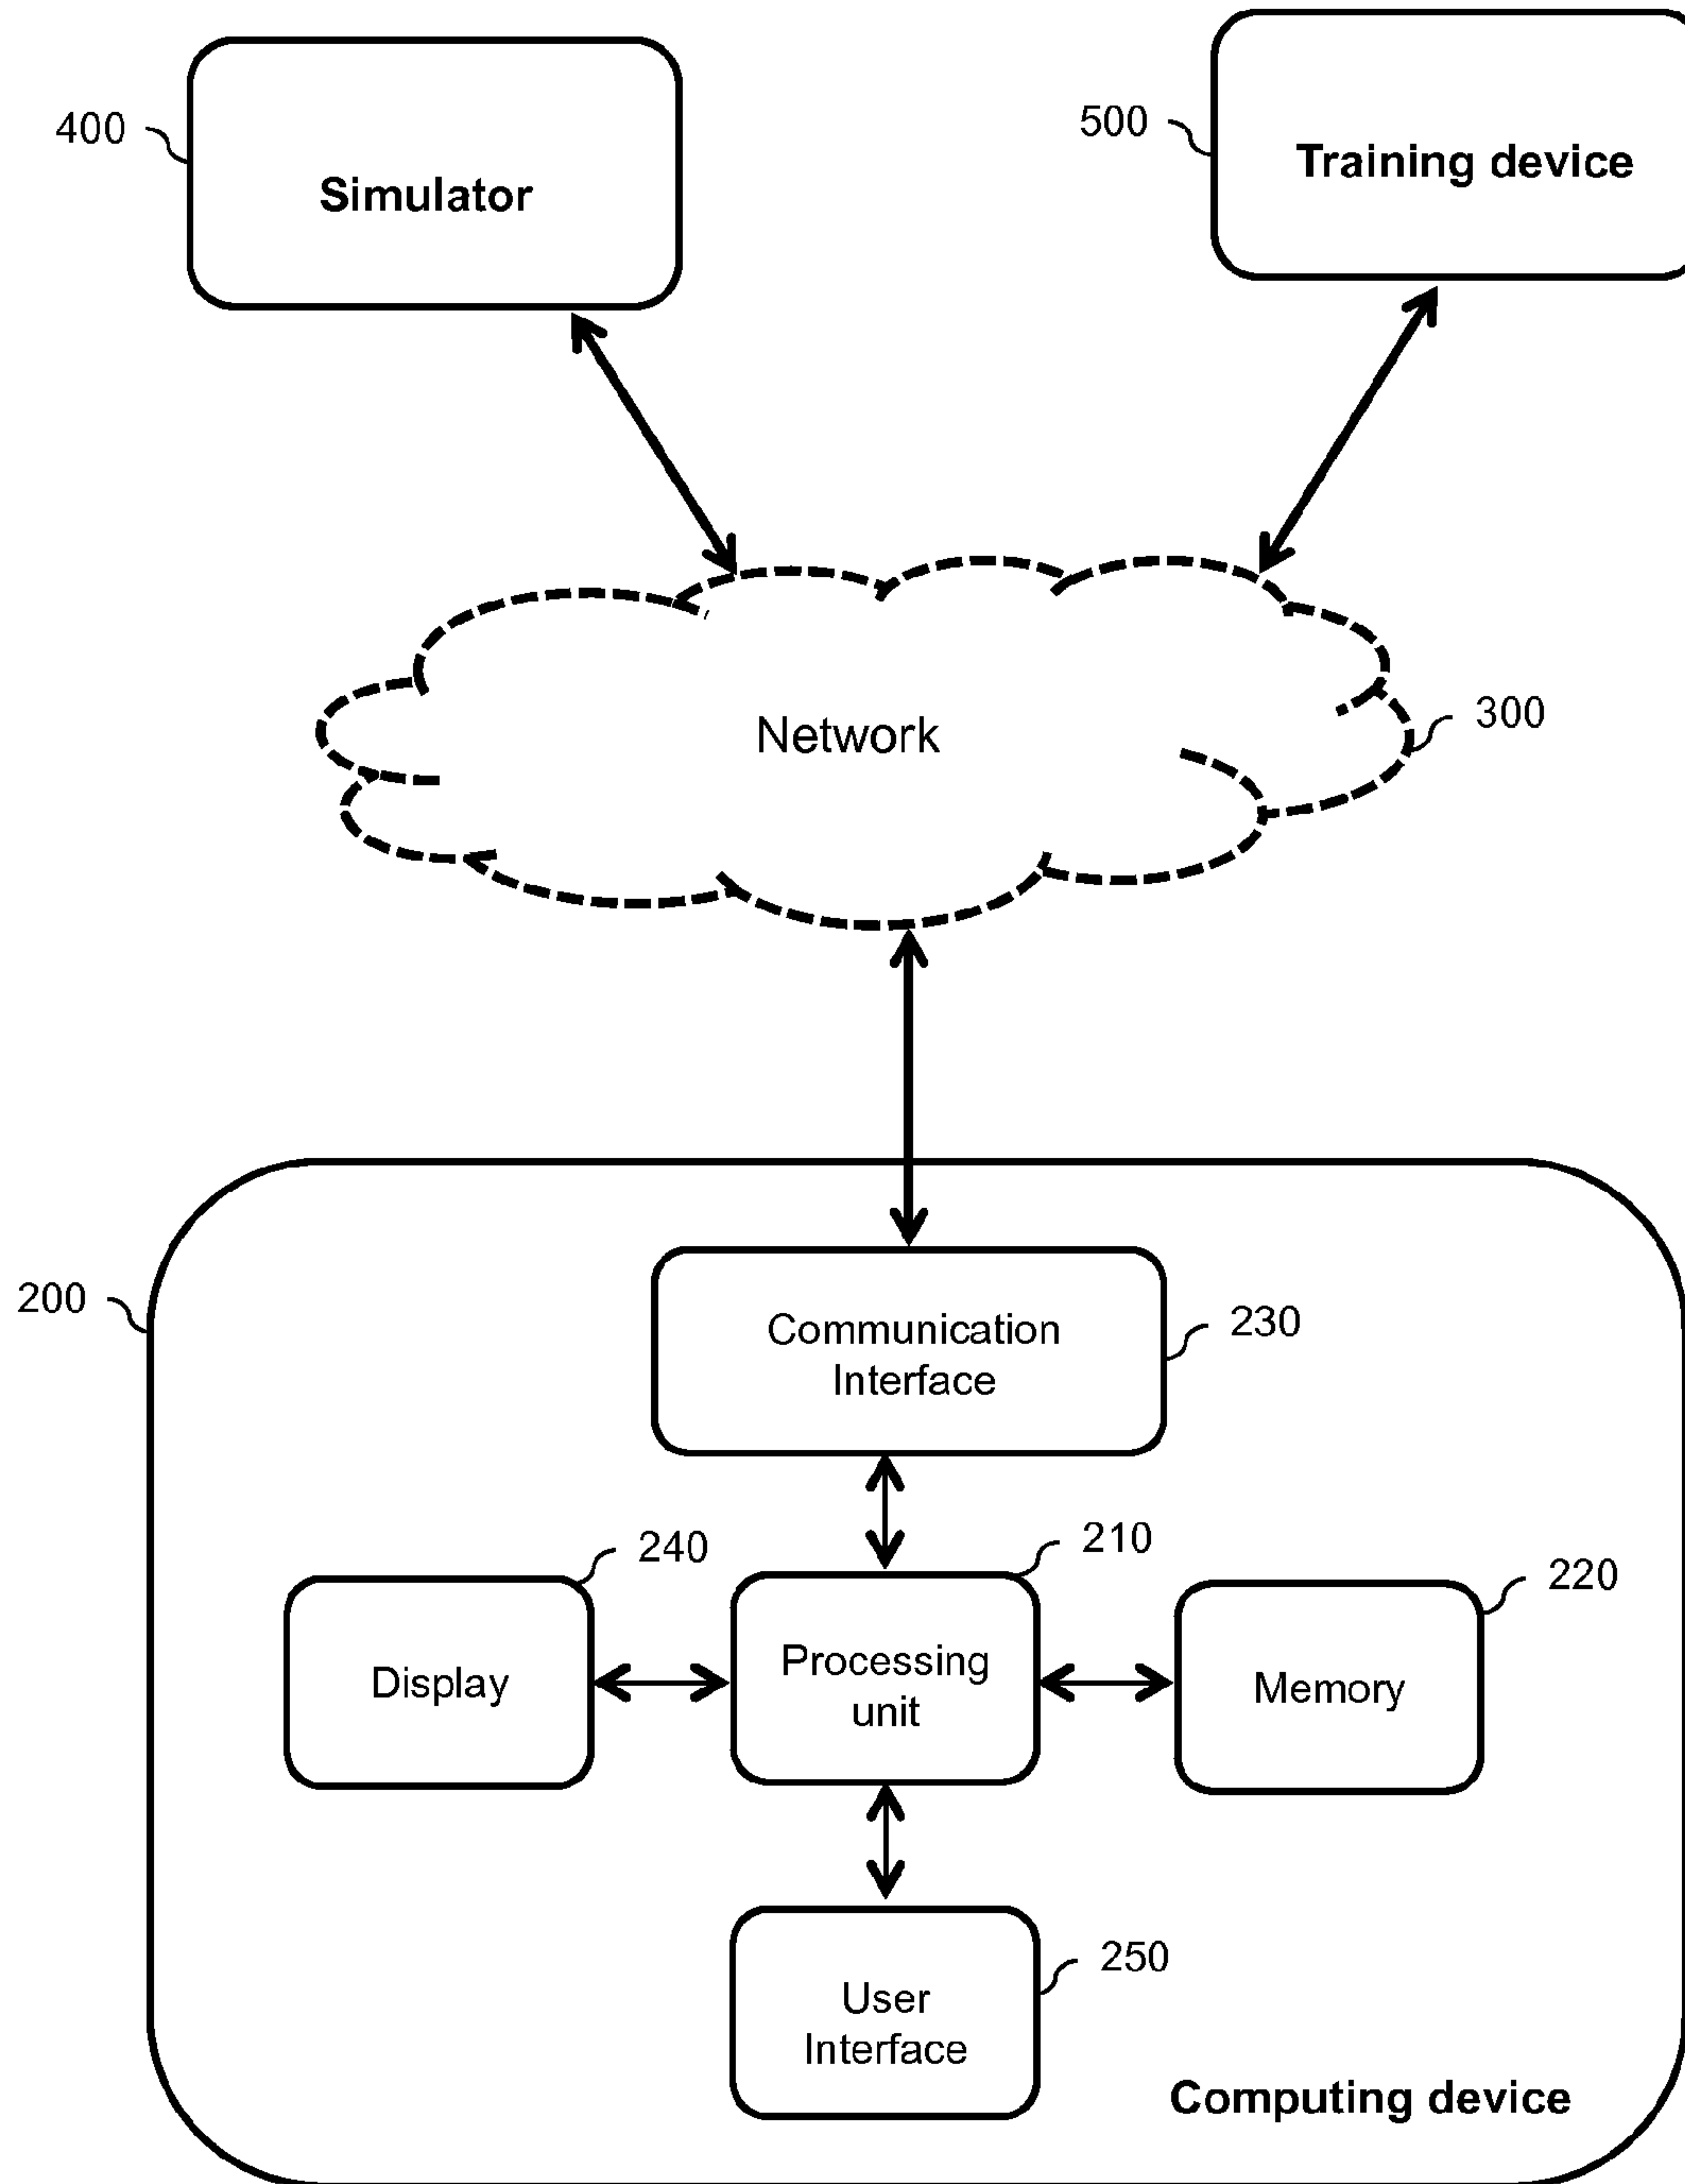 400
Simulator
500
Training device
Network
300
200
Communication
Interface
230
240
210
220
Display
Processing
unit
Memory
250
User
Interface
Computing device